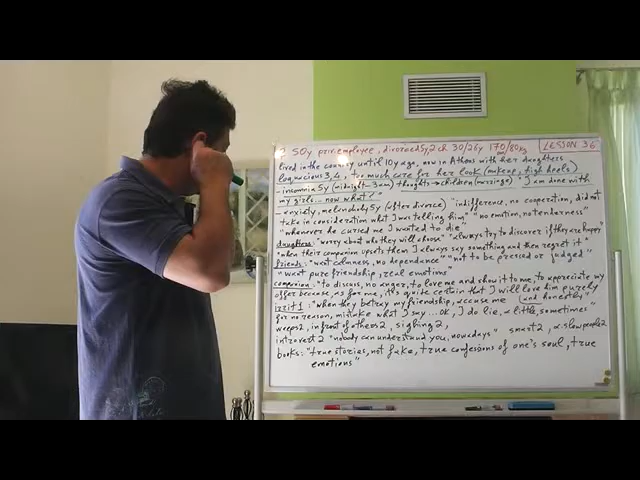 ♀ 50y priv. employee, divorced 5y 2ch 30/26y 170/80kg LESSON 36
lived in the country until 10y ago, now in Athens with her daughters
loquacious 3,4, too much care for her look (makeup, high heels)
- insomnia 5y (midnight-3am) thoughts → children (marriage) "I am done with
my girls... now what?"
- anxiety, melancholy 5y (after divorce) "indifference, no cooperation, did not
take in consideration what I was telling him" "no emotion, no tenderness"
"whenever he cursed me I wanted to die"
daughters: "worry about who they will choose" "always try to discover if they are happy"
"when their companion upsets them I always say something and then regret it"
friends: "want calmness, no dependance" "not to be pressed or judged"
"want pure friendship, real emotions"
companion: "to discuss, no anger, to love me and show it to me, to appreciate my
offer because, as for me, it's quite certain that I will love him purely
and honestly"
irrit 1: "when they betray my friendship, accuse me
for no reason, mistake what I say... OK, I do lie, a little, sometimes"
weeps 2, in front of others 2, sighing 2,
introvert 2 "nobody can understand you, nowadays" smart 2, a. slow people 2
books: "true stories, not fake, true confessions of one's soul, true
emotions"